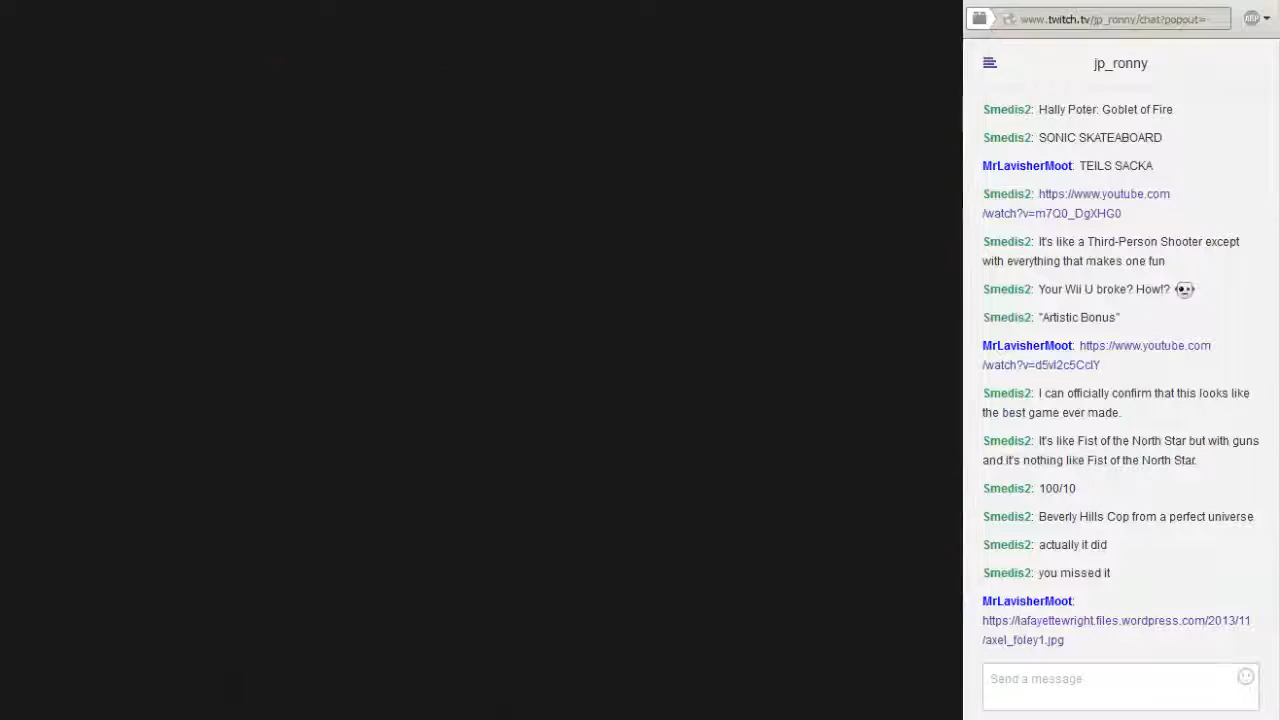 www.twitch.tv/jp_ronny/chat?popout=
ABP
jp_ronny
Smedis2: Hally Poter: Goblet of Fire
Smedis2: SONIC SKATEBOARD
MrLavisherMoot: TEILS SACKA
Smedis2: https://www.youtube.com
/watch?v=m7Q0_DgXHG0
Smedis2: It's like a Third-Person Shooter except
with everything that makes one fun
Smedis2: Your Wii U broke? How!?
Smedis2: "Artistic Bonus"
MrLavisherMoot: https://www.youtube.com
/watch?v=d5vl2c5CclY
Smedis2: I can officially confirm that this looks like
the best game ever made.
Smedis2: It's like Fist of the North Star but with guns
and it's nothing like Fist of the North Star.
Smedis2: 100/10
Smedis2: Beverly Hills Cop from a perfect universe
Smedis2: actually it did
Smedis2: you missed it
MrLavisherMoot:
https://lafayettewright.files.wordpress.com/2013/11
/axel_foley1.jpg
Send a message